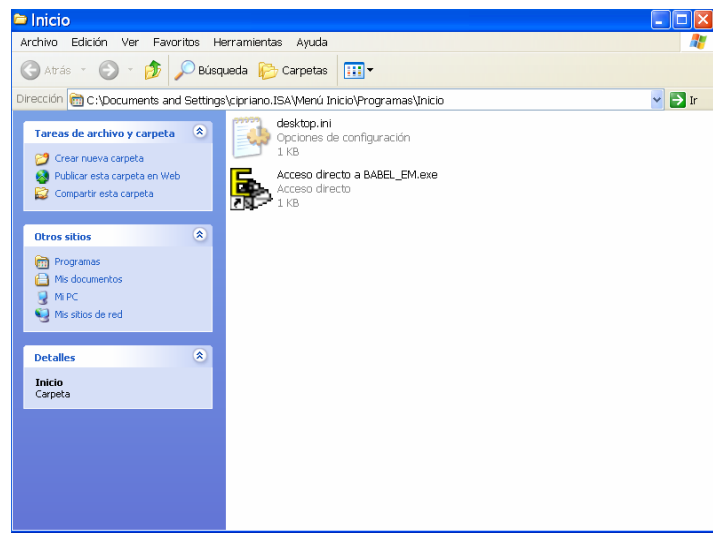 Inicio
Archivo Edición Ver Favoritos Herramientas Ayuda
Atrás Búsqueda Carpetas
Dirección C:\Documents and Settings\cipriano.ISA\Menú Inicio\Programas\Inicio Ir
Tareas de archivo y carpeta
Crear nueva carpeta
Publicar esta carpeta en Web
Compartir esta carpeta
Otros sitios
Programas
Mis documentos
Mi PC
Mis sitios de red
Detalles
Inicio
Carpeta
desktop.ini
Opciones de configuración
1 KB
Acceso directo a BABEL_EM.exe
Acceso directo
1 KB